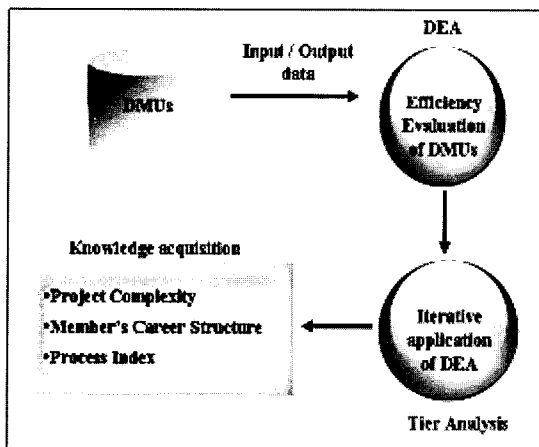 DEA
Input / Output
data
DMUs
Efficiency
Evaluation
of DMUs
Knowledge acquisition
•Project Complexity
•Member's Career Structure
•Process Index
Iterative
application
of DEA
Tier Analysis